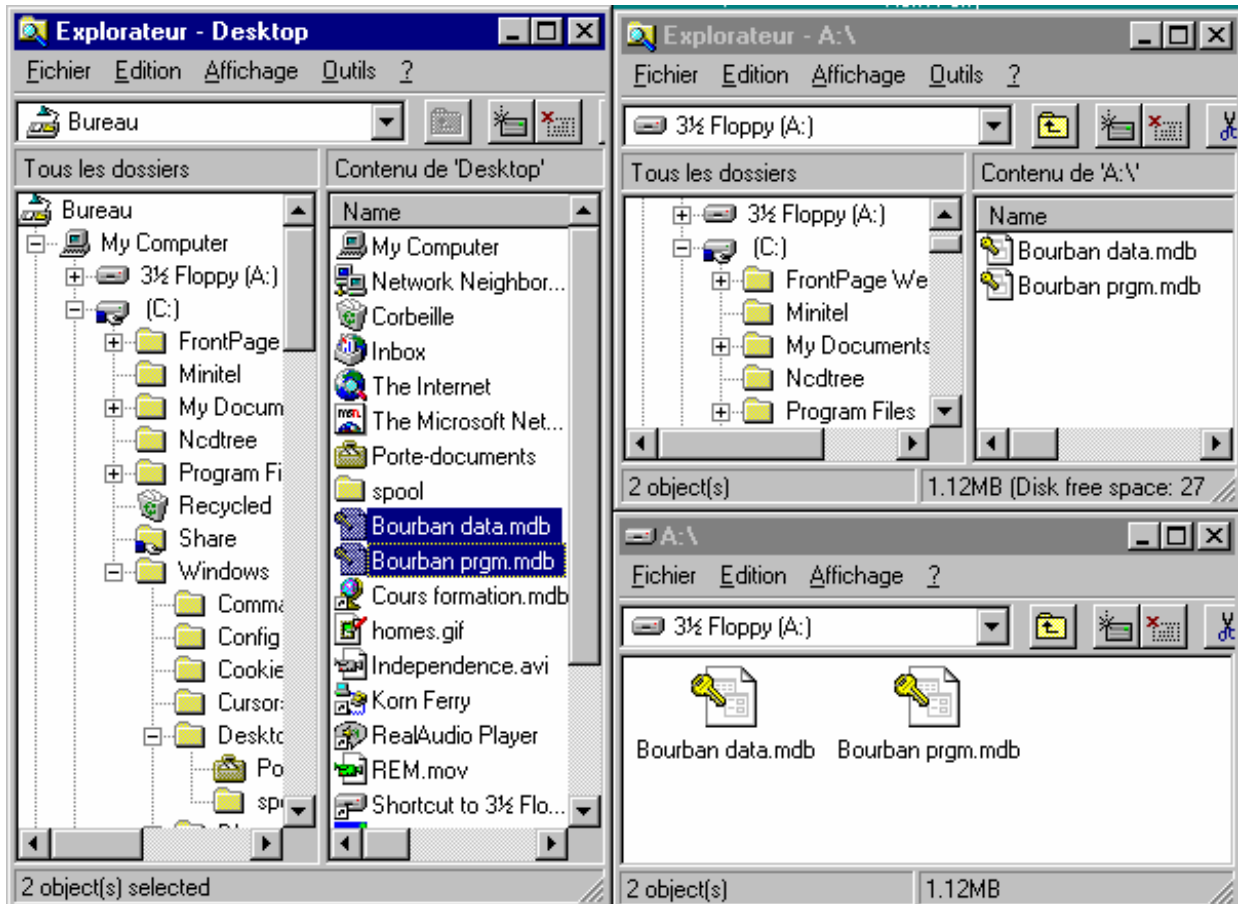 Explorateur - Desktop
Fichier Edition Affichage Outils ?
Bureau
Tous les dossiers
Contenu de 'Desktop'
Bureau
My Computer
3½ Floppy (A:)
(C:)
FrontPage
Minitel
My Docum
Ncdtree
Program Fi
Recycled
Share
Windows
Comma
Config
Cookie
Cursor
Deskto
Po
spo
Name
My Computer
Network Neighbor...
Corbeille
Inbox
The Internet
The Microsoft Net...
Porte-documents
spool
Bourban data.mdb
Bourban prgm.mdb
Cours formation.mdb
homes.gif
Independence.avi
Korn Ferry
RealAudio Player
REM.mov
Shortcut to 3½ Flo...
2 object(s) selected
Explorateur - A:\
Fichier Edition Affichage Outils ?
3½ Floppy (A:)
Tous les dossiers
Contenu de 'A:\'
3½ Floppy (A:)
(C:)
FrontPage We
Minitel
My Documents
Ncdtree
Program Files
Name
Bourban data.mdb
Bourban prgm.mdb
2 object(s)
1.12MB (Disk free space: 27
A:\
Fichier Edition Affichage ?
3½ Floppy (A:)
Bourban data.mdb
Bourban prgm.mdb
2 object(s)
1.12MB